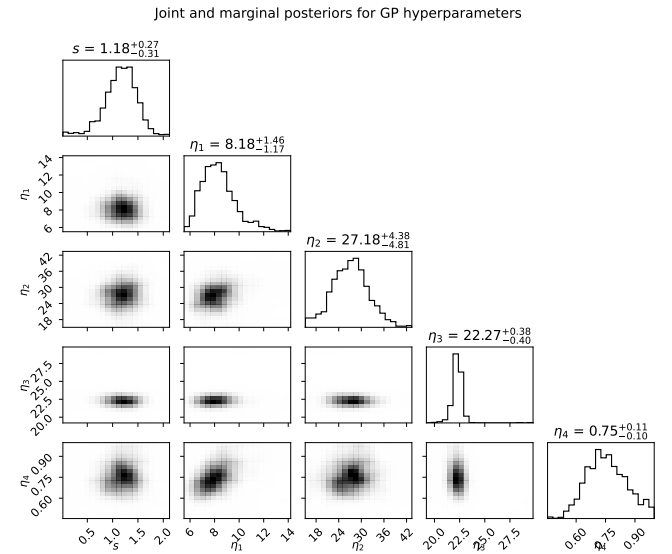 Joint and marginal posteriors for GP hyperparameters
s = 1.18+0.27−0.31
η1 = 8.18+1.46−1.17
14
12
10
8
6
η1
η2 = 27.18+4.38−4.81
42
36
30
24
18
η2
η3 = 22.27+0.38−0.40
27.5
25.0
22.5
20.0
η3
η4 = 0.75+0.11−0.10
0.90
0.75
0.60
η4
0.5 1.0 1.5 2.0 6 8 10 12 14 18 24 30 36 42 20.0 22.5 25.0 27.5 0.60 0.75 0.90
s η1 η2 η3 η4